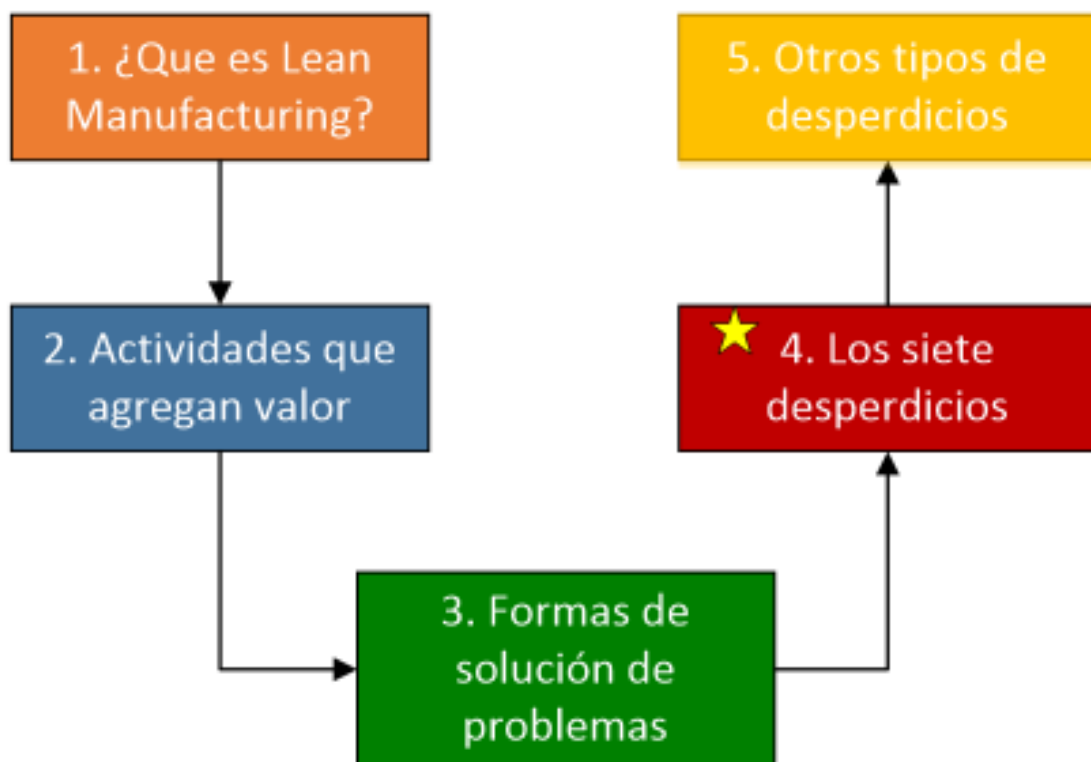 1. ¿Que es Lean
Manufacturing?
2. Actividades que
agregan valor
3. Formas de
solución de
problemas
4. Los siete
desperdicios
5. Otros tipos de
desperdicios